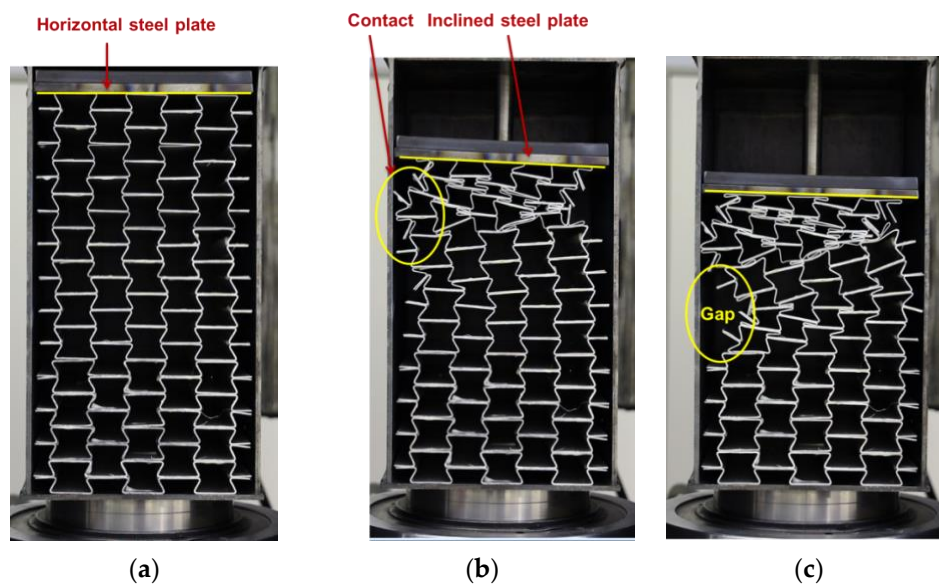 Horizontal steel plate
Contact Inclined steel plate
Gap
(a) (b) (c)